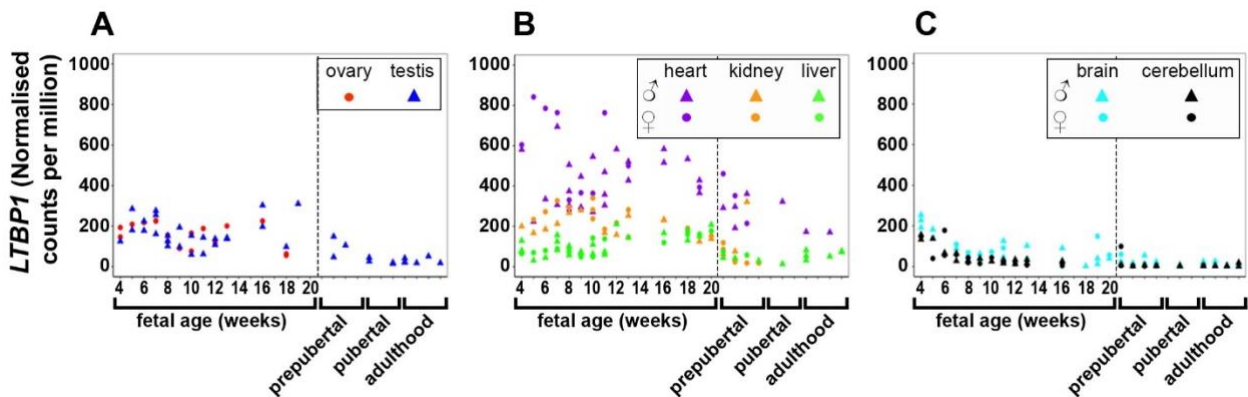 A
B
C
LTBP1 (Normalised counts per million)
1000
800
600
400
200
0
ovary testis
4 6 8 10 12 14 16 18 20
fetal age (weeks)
prepubertal
pubertal
adulthood
1000
800
600
400
200
0
heart kidney liver
♂
♀
4 6 8 10 12 14 16 18 20
fetal age (weeks)
prepubertal
pubertal
adulthood
1000
800
600
400
200
0
brain cerebellum
♂
♀
4 6 8 10 12 14 16 18 20
fetal age (weeks)
prepubertal
pubertal
adulthood